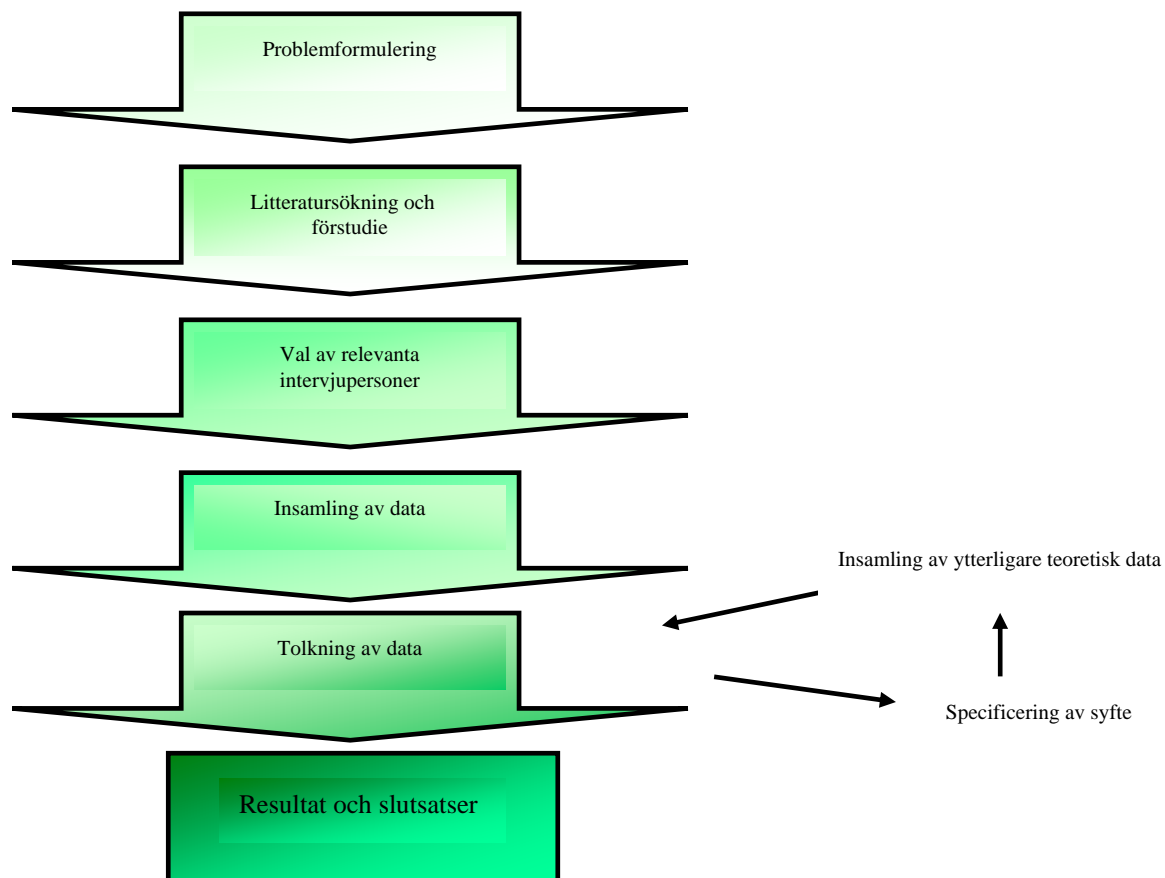 Problemformulering
Litteratursökning och
förstudie
Val av relevanta
intervjupersoner
Insamling av data
Insamling av ytterligare teoretisk data
Tolkning av data
Specificering av syfte
Resultat och slutsatser